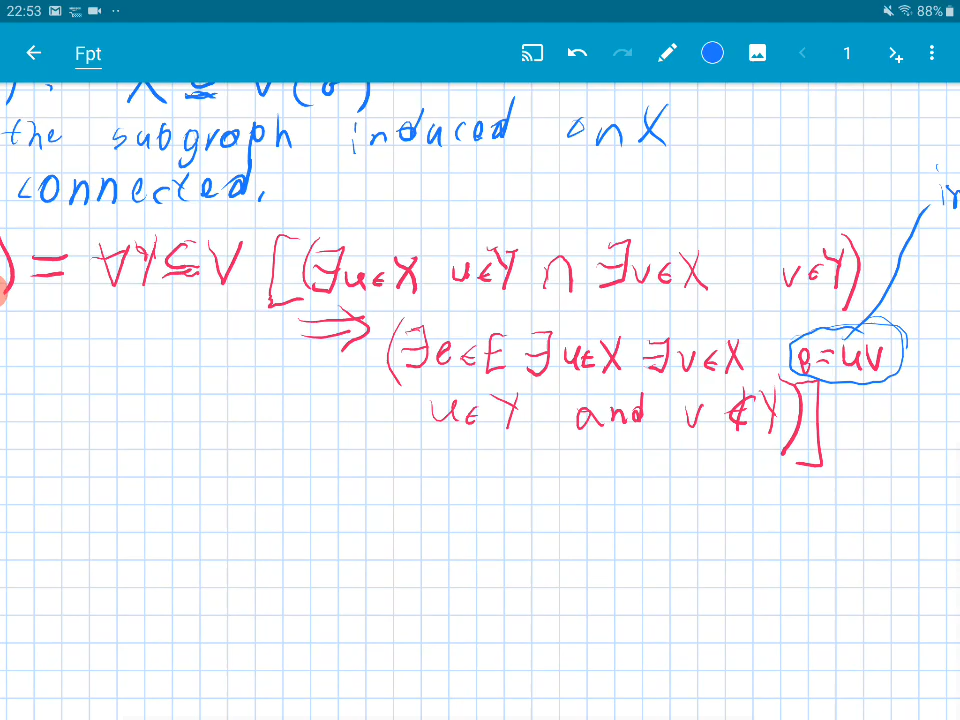 22:53 88%
Fpt 1
): X ⊆ V(G)
the subgraph induced on X
connected.
) = ∀Y ⊆ V [(∃u∈X u∈Y ∩ ∃v∈X v∈Y)
⇒ (∃e∈E ∃u∈X ∃v∈X e=uv
u∈Y and v∉Y)]